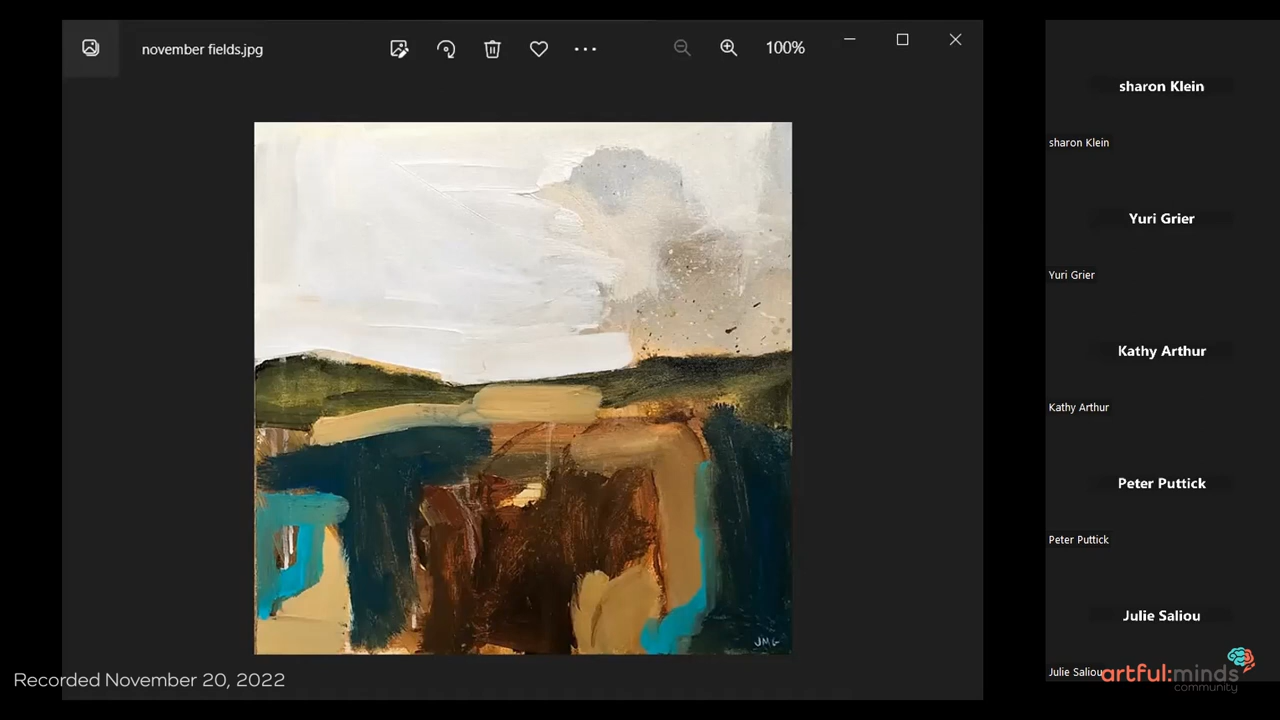 november fields.jpg
100%
sharon Klein
sharon Klein
Yuri Grier
Yuri Grier
Kathy Arthur
Kathy Arthur
Peter Puttick
Peter Puttick
Julie Saliou
Julie Saliou
JMG
Recorded November 20, 2022
artful:minds
community